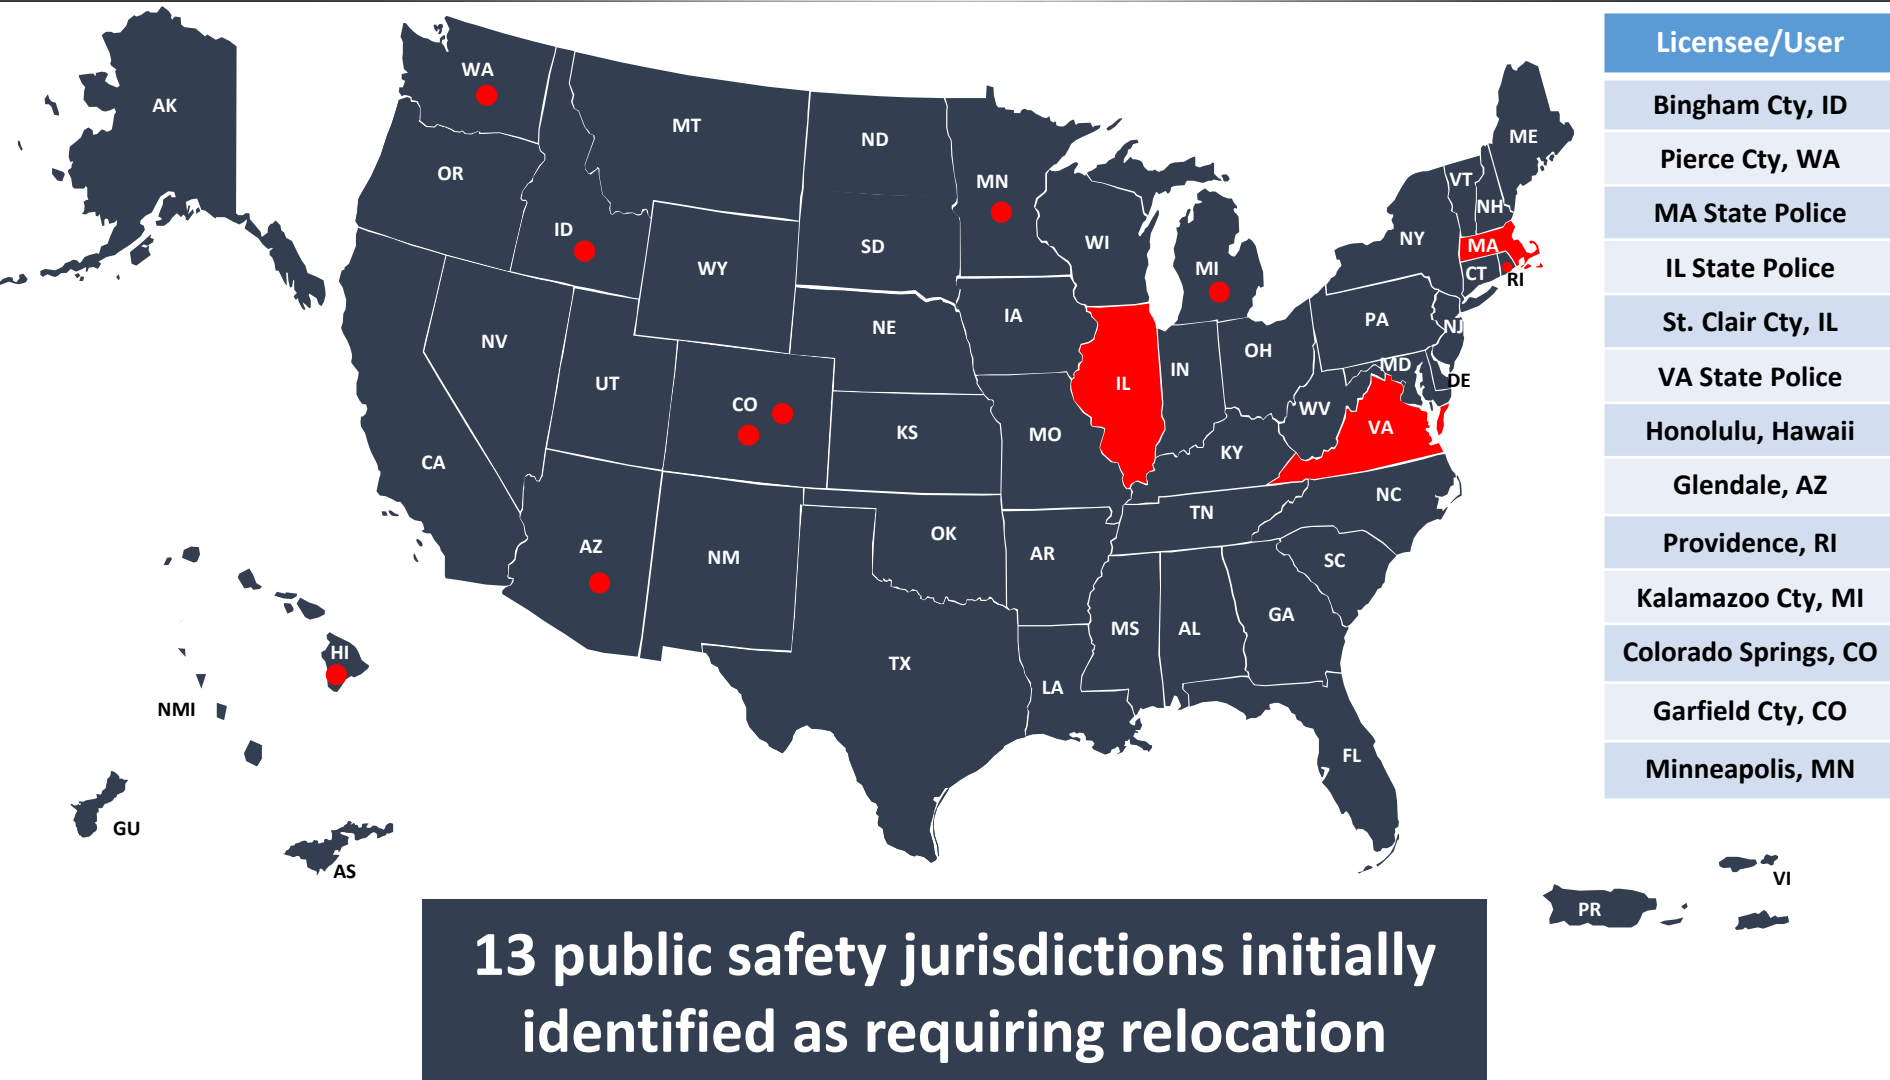 AK
WA
MT
ND
MN
OR
ID
WY
SD
WI
MI
ME
VT
NH
NY
MA
CT
RI
NV
UT
CO
NE
IA
IL
IN
OH
PA
NJ
MD
DE
WV
VA
CA
KS
MO
KY
NC
AZ
NM
OK
AR
TN
SC
MS
AL
GA
TX
LA
FL
HI
NMI
GU
AS
PR
VI
Licensee/User
Bingham Cty, ID
Pierce Cty, WA
MA State Police
IL State Police
St. Clair Cty, IL
VA State Police
Honolulu, Hawaii
Glendale, AZ
Providence, RI
Kalamazoo Cty, MI
Colorado Springs, CO
Garfield Cty, CO
Minneapolis, MN
13 public safety jurisdictions initially
identified as requiring relocation